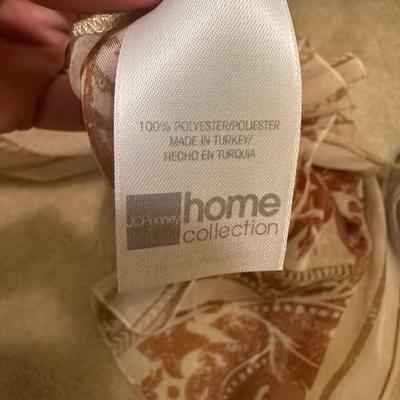 100% POLYESTER/POLIESTER
MADE IN TURKEY/
HECHO EN TURQUIA
JCPenney
home
collection